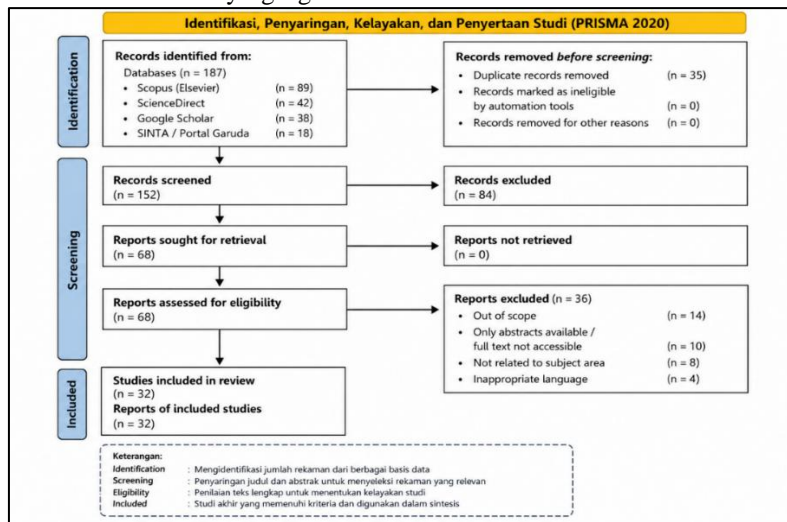 Identifikasi, Penyaringan, Kelayakan, dan Penyertaan Studi (PRISMA 2020)
Identification
Records identified from:
Databases (n = 187)
• Scopus (Elsevier) (n = 89)
• ScienceDirect (n = 42)
• Google Scholar (n = 38)
• SINTA / Portal Garuda (n = 18)
Records removed before screening:
• Duplicate records removed (n = 35)
• Records marked as ineligible
by automation tools (n = 0)
• Records removed for other reasons (n = 0)
Screening
Records screened
(n = 152)
Records excluded
(n = 84)
Reports sought for retrieval
(n = 68)
Reports not retrieved
(n = 0)
Reports assessed for eligibility
(n = 68)
Reports excluded (n = 36)
• Out of scope (n = 14)
• Only abstracts available /
full text not accessible (n = 10)
• Not related to subject area (n = 8)
• Inappropriate language (n = 4)
Included
Studies included in review
(n = 32)
Reports of included studies
(n = 32)
Keterangan:
Identification : Mengidentifikasi jumlah rekaman dari berbagai basis data
Screening : Penyaringan judul dan abstrak untuk menyeleksi rekaman yang relevan
Eligibility : Penilaian teks lengkap untuk menentukan kelayakan studi
Included : Studi akhir yang memenuhi kriteria dan digunakan dalam sintesis